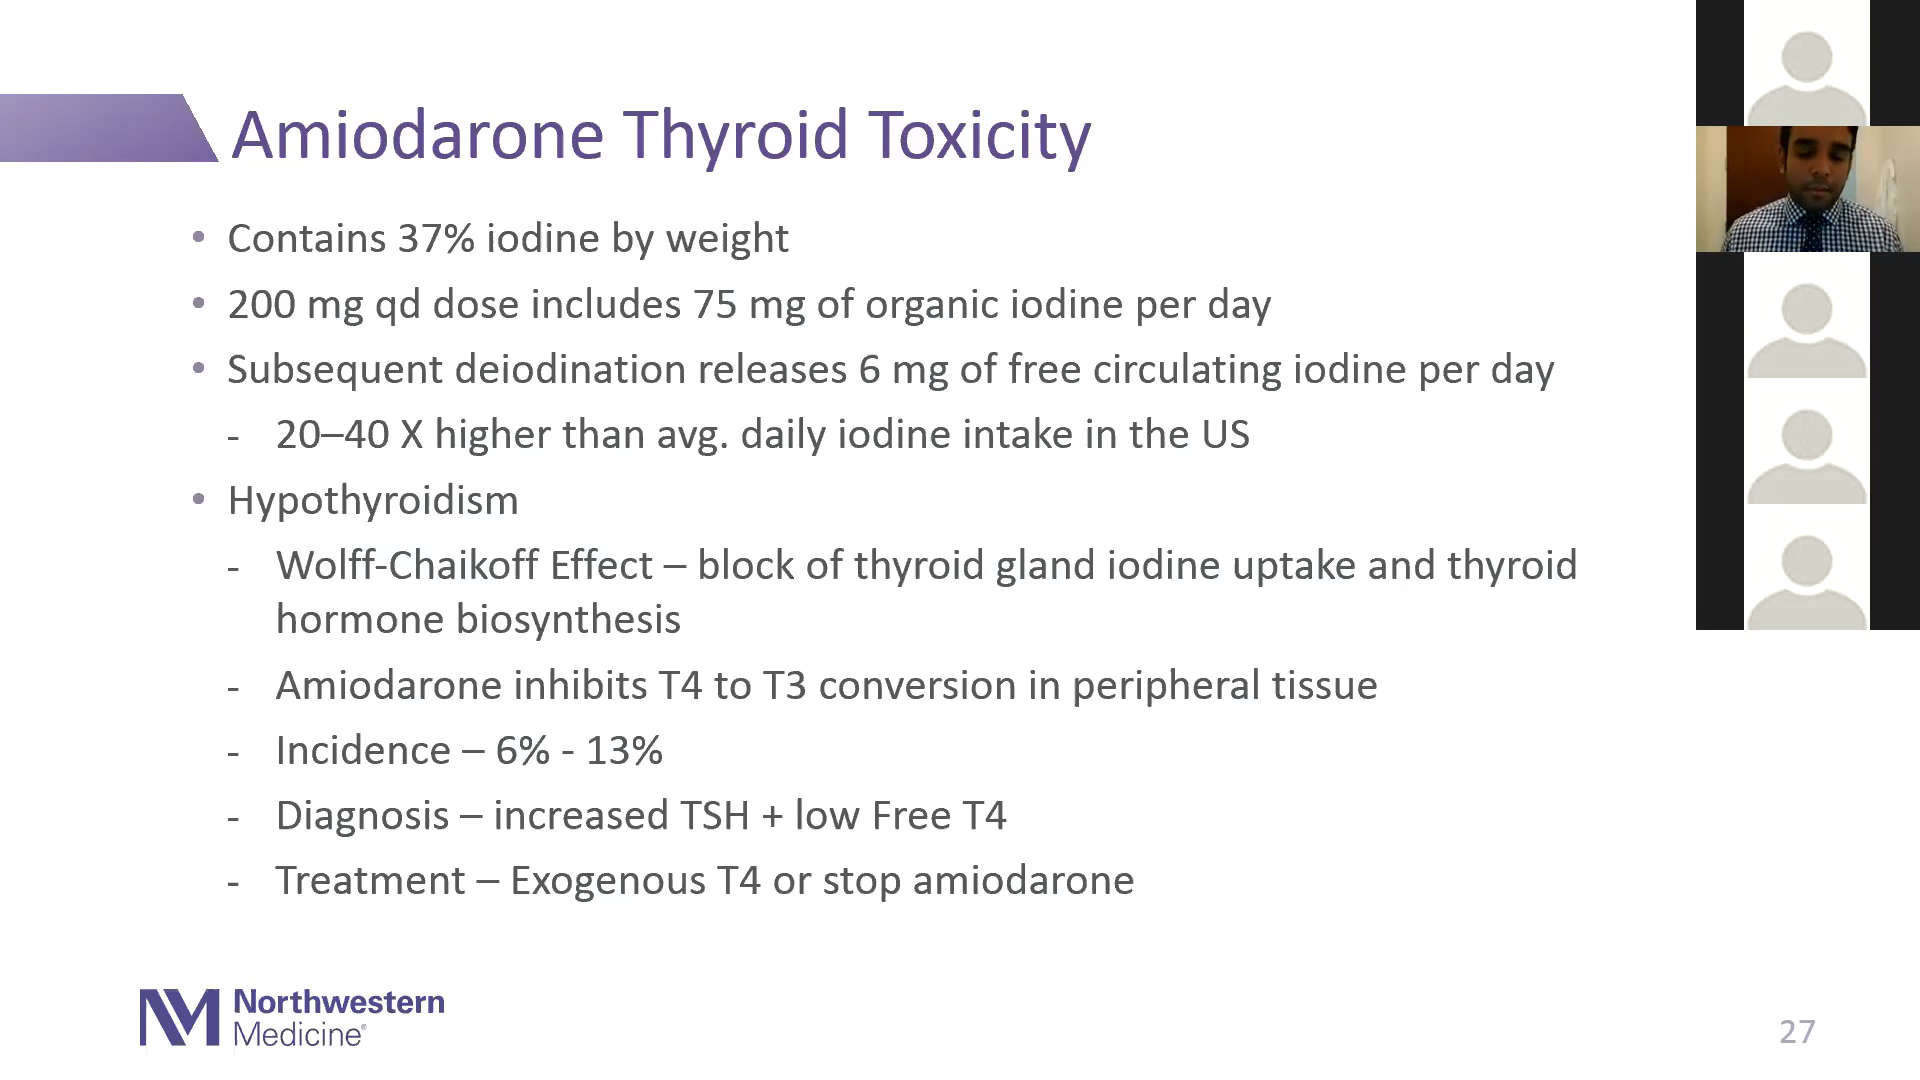 Amiodarone Thyroid Toxicity
• Contains 37% iodine by weight
• 200 mg qd dose includes 75 mg of organic iodine per day
• Subsequent deiodination releases 6 mg of free circulating iodine per day
- 20–40 X higher than avg. daily iodine intake in the US
• Hypothyroidism
- Wolff-Chaikoff Effect – block of thyroid gland iodine uptake and thyroid
hormone biosynthesis
- Amiodarone inhibits T4 to T3 conversion in peripheral tissue
- Incidence – 6% - 13%
- Diagnosis – increased TSH + low Free T4
- Treatment – Exogenous T4 or stop amiodarone
NM Northwestern
Medicine®
27